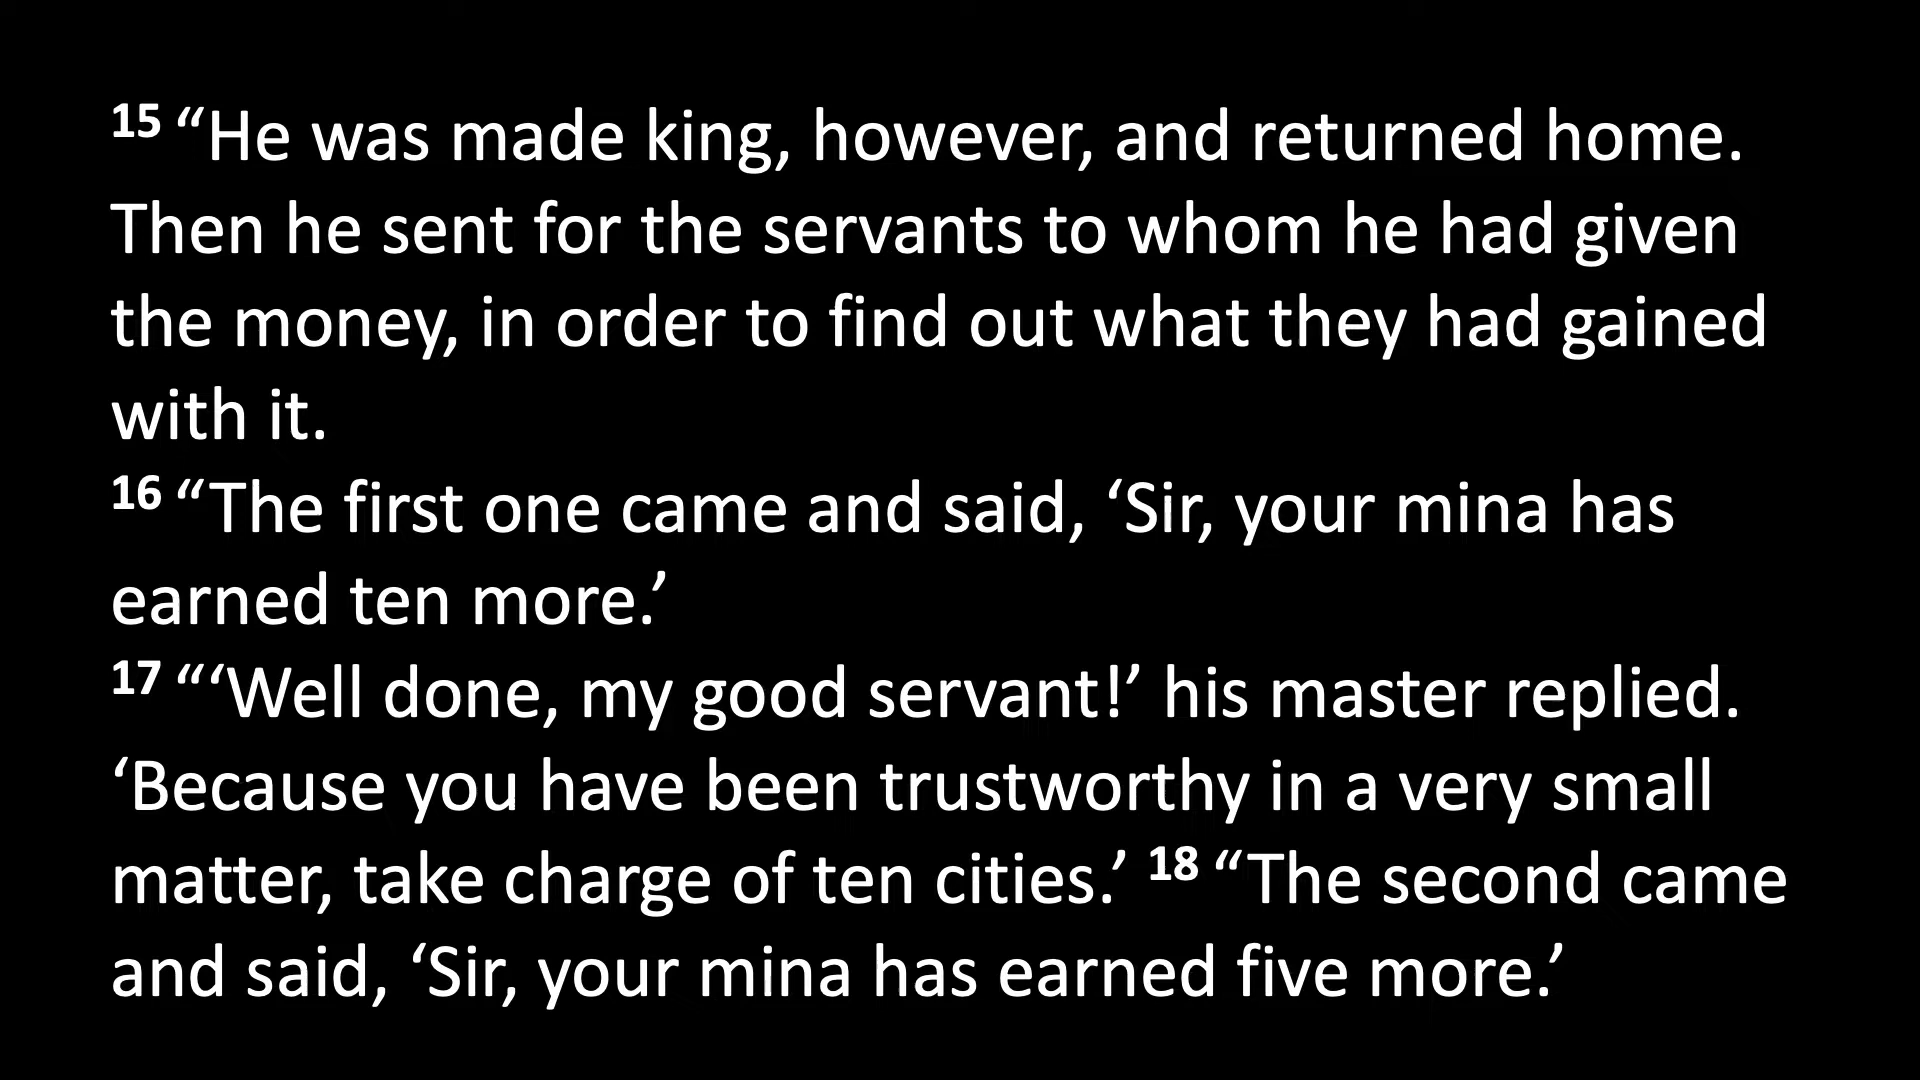 15 “He was made king, however, and returned home.
Then he sent for the servants to whom he had given
the money, in order to find out what they had gained
with it.
16 “The first one came and said, ‘Sir, your mina has
earned ten more.’
17 “‘Well done, my good servant!’ his master replied.
‘Because you have been trustworthy in a very small
matter, take charge of ten cities.’ 18 “The second came
and said, ‘Sir, your mina has earned five more.’